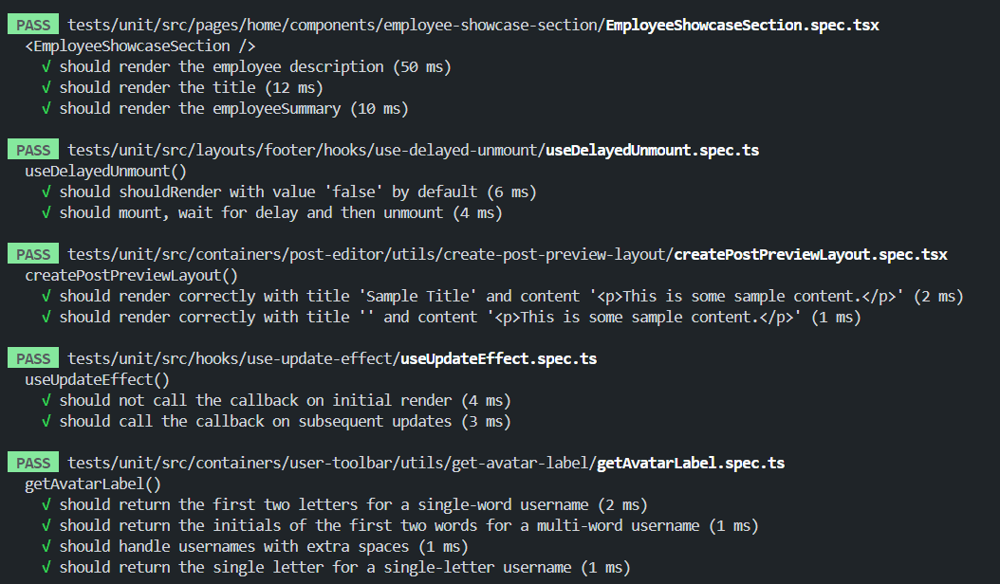 PASS tests/unit/src/pages/home/components/employee-showcase-section/EmployeeShowcaseSection.spec.tsx
<EmployeeShowcaseSection />
√ should render the employee description (50 ms)
√ should render the title (12 ms)
√ should render the employeeSummary (10 ms)
PASS tests/unit/src/layouts/footer/hooks/use-delayed-unmount/useDelayedUnmount.spec.ts
useDelayedUnmount()
√ should shouldRender with value 'false' by default (6 ms)
√ should mount, wait for delay and then unmount (4 ms)
PASS tests/unit/src/containers/post-editor/utils/create-post-preview-layout/createPostPreviewLayout.spec.tsx
createPostPreviewLayout()
√ should render correctly with title 'Sample Title' and content '<p>This is some sample content.</p>' (2 ms)
√ should render correctly with title '' and content '<p>This is some sample content.</p>' (1 ms)
PASS tests/unit/src/hooks/use-update-effect/useUpdateEffect.spec.ts
useUpdateEffect()
√ should not call the callback on initial render (4 ms)
√ should call the callback on subsequent updates (3 ms)
PASS tests/unit/src/containers/user-toolbar/utils/get-avatar-label/getAvatarLabel.spec.ts
getAvatarLabel()
√ should return the first two letters for a single-word username (2 ms)
√ should return the initials of the first two words for a multi-word username (1 ms)
√ should handle usernames with extra spaces (1 ms)
√ should return the single letter for a single-letter username (1 ms)